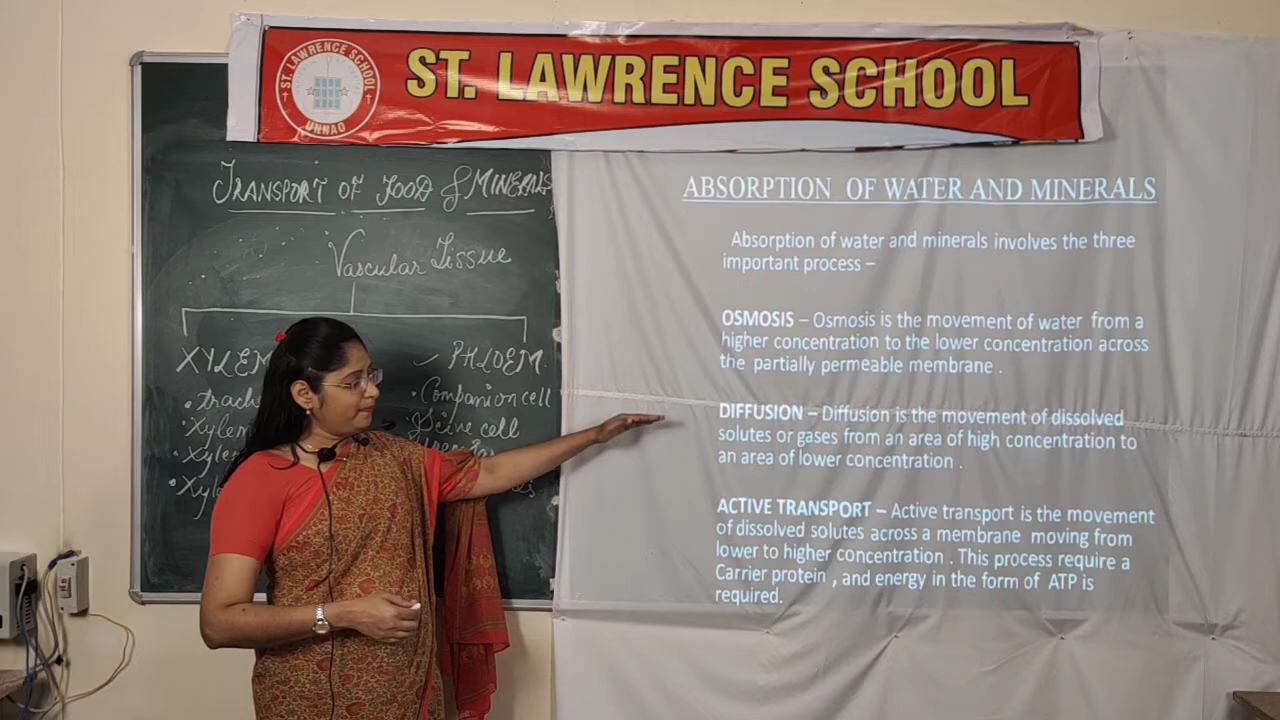 ST. LAWRENCE SCHOOL
UNNAO
ST. LAWRENCE SCHOOL
TRANSPORT OF FOOD & MINERALS
Vascular Tissue
XYLEM
PHLOEM
• Companion cell
• Xylem
ABSORPTION OF WATER AND MINERALS
Absorption of water and minerals involves the three
important process –
OSMOSIS – Osmosis is the movement of water from a
higher concentration to the lower concentration across
the partially permeable membrane .
DIFFUSION – Diffusion is the movement of dissolved
solutes or gases from an area of high concentration to
an area of lower concentration .
ACTIVE TRANSPORT – Active transport is the movement
of dissolved solutes across a membrane moving from
lower to higher concentration . This process require a
Carrier protein , and energy in the form of ATP is
required.